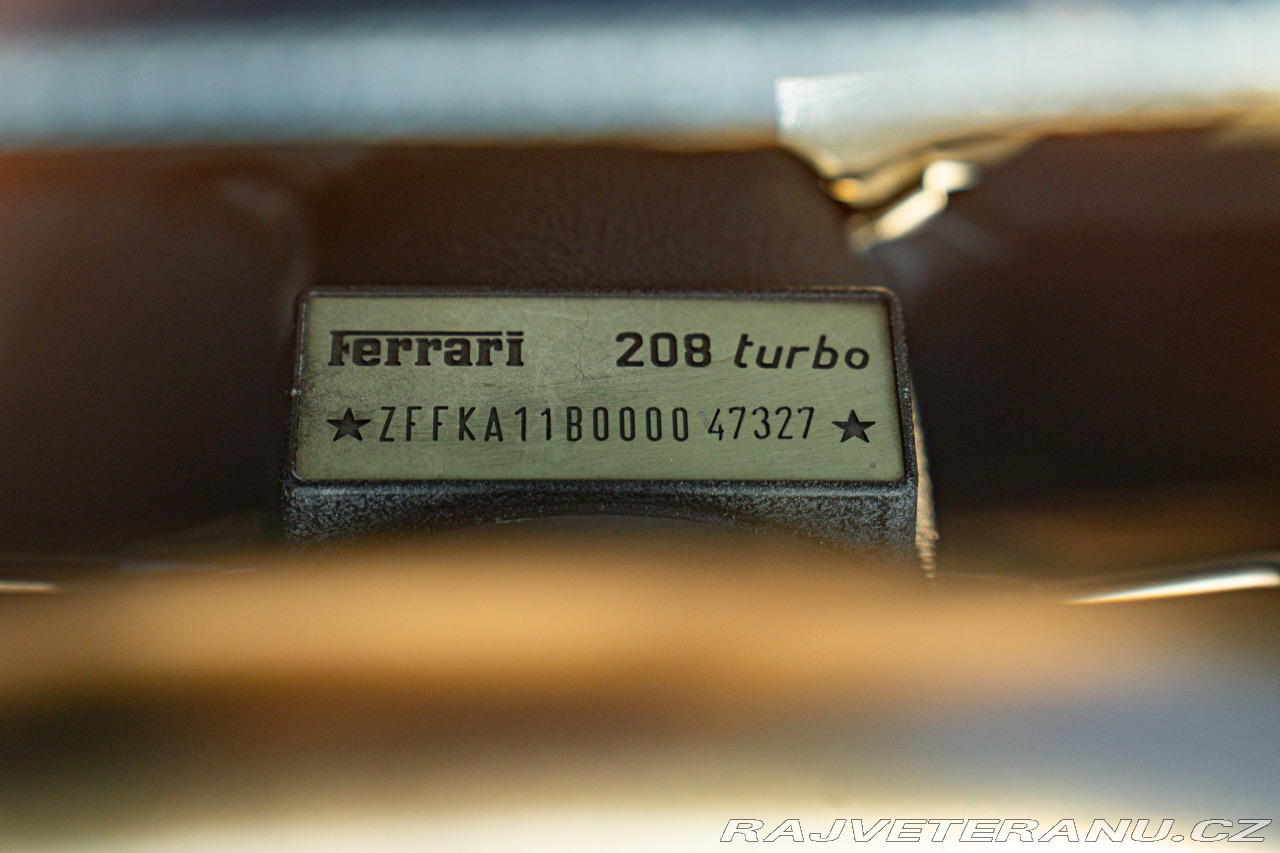 Ferrari 208 turbo
★ZFFKA11B0000 47327 ★
RAJVETERANU.CZ